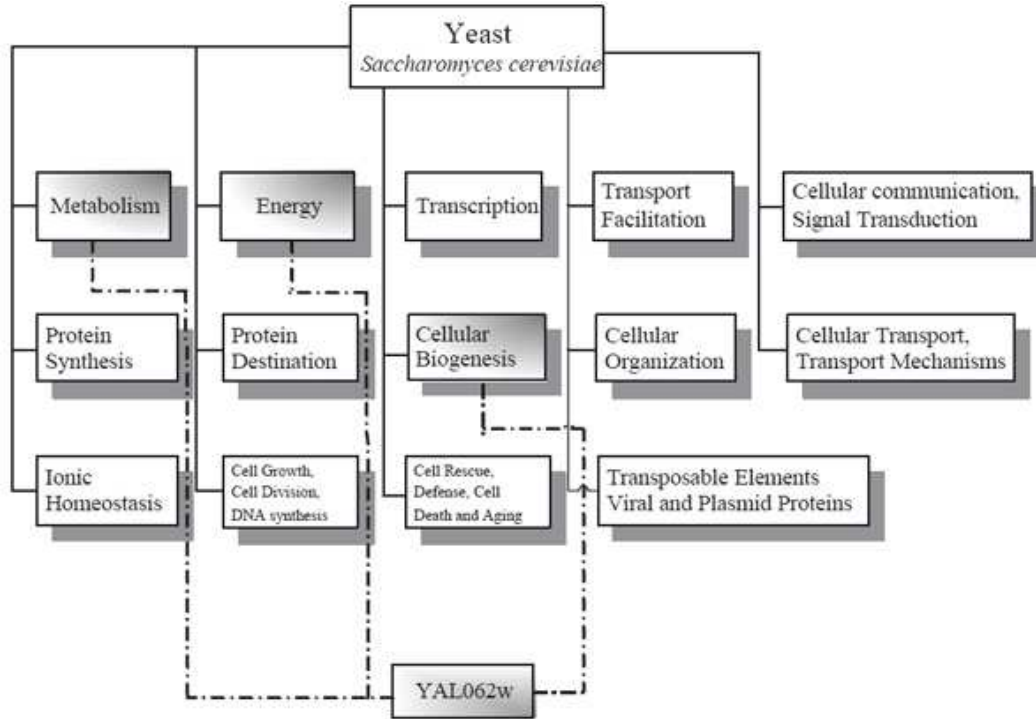 Yeast
Saccharomyces cerevisiae
Metabolism
Energy
Transcription
Transport
Facilitation
Cellular communication,
Signal Transduction
Protein
Synthesis
Protein
Destination
Cellular
Biogenesis
Cellular
Organization
Cellular Transport,
Transport Mechanisms
Ionic
Homeostasis
Cell Growth,
Cell Division,
DNA synthesis
Cell Rescue,
Defense, Cell
Death and Aging
Transposable Elements
Viral and Plasmid Proteins
YAL062w